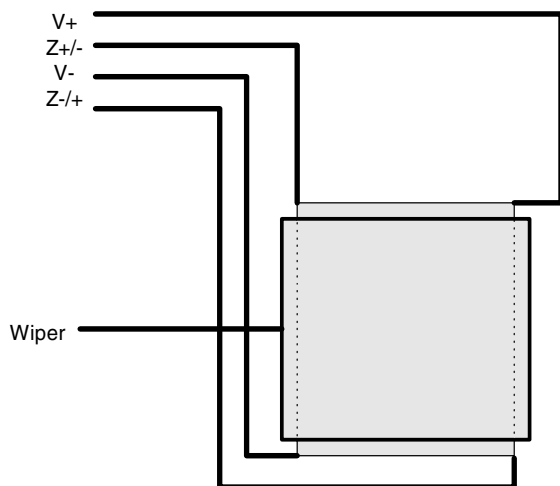 V+
Z+/-
V-
Z-/+
Wiper